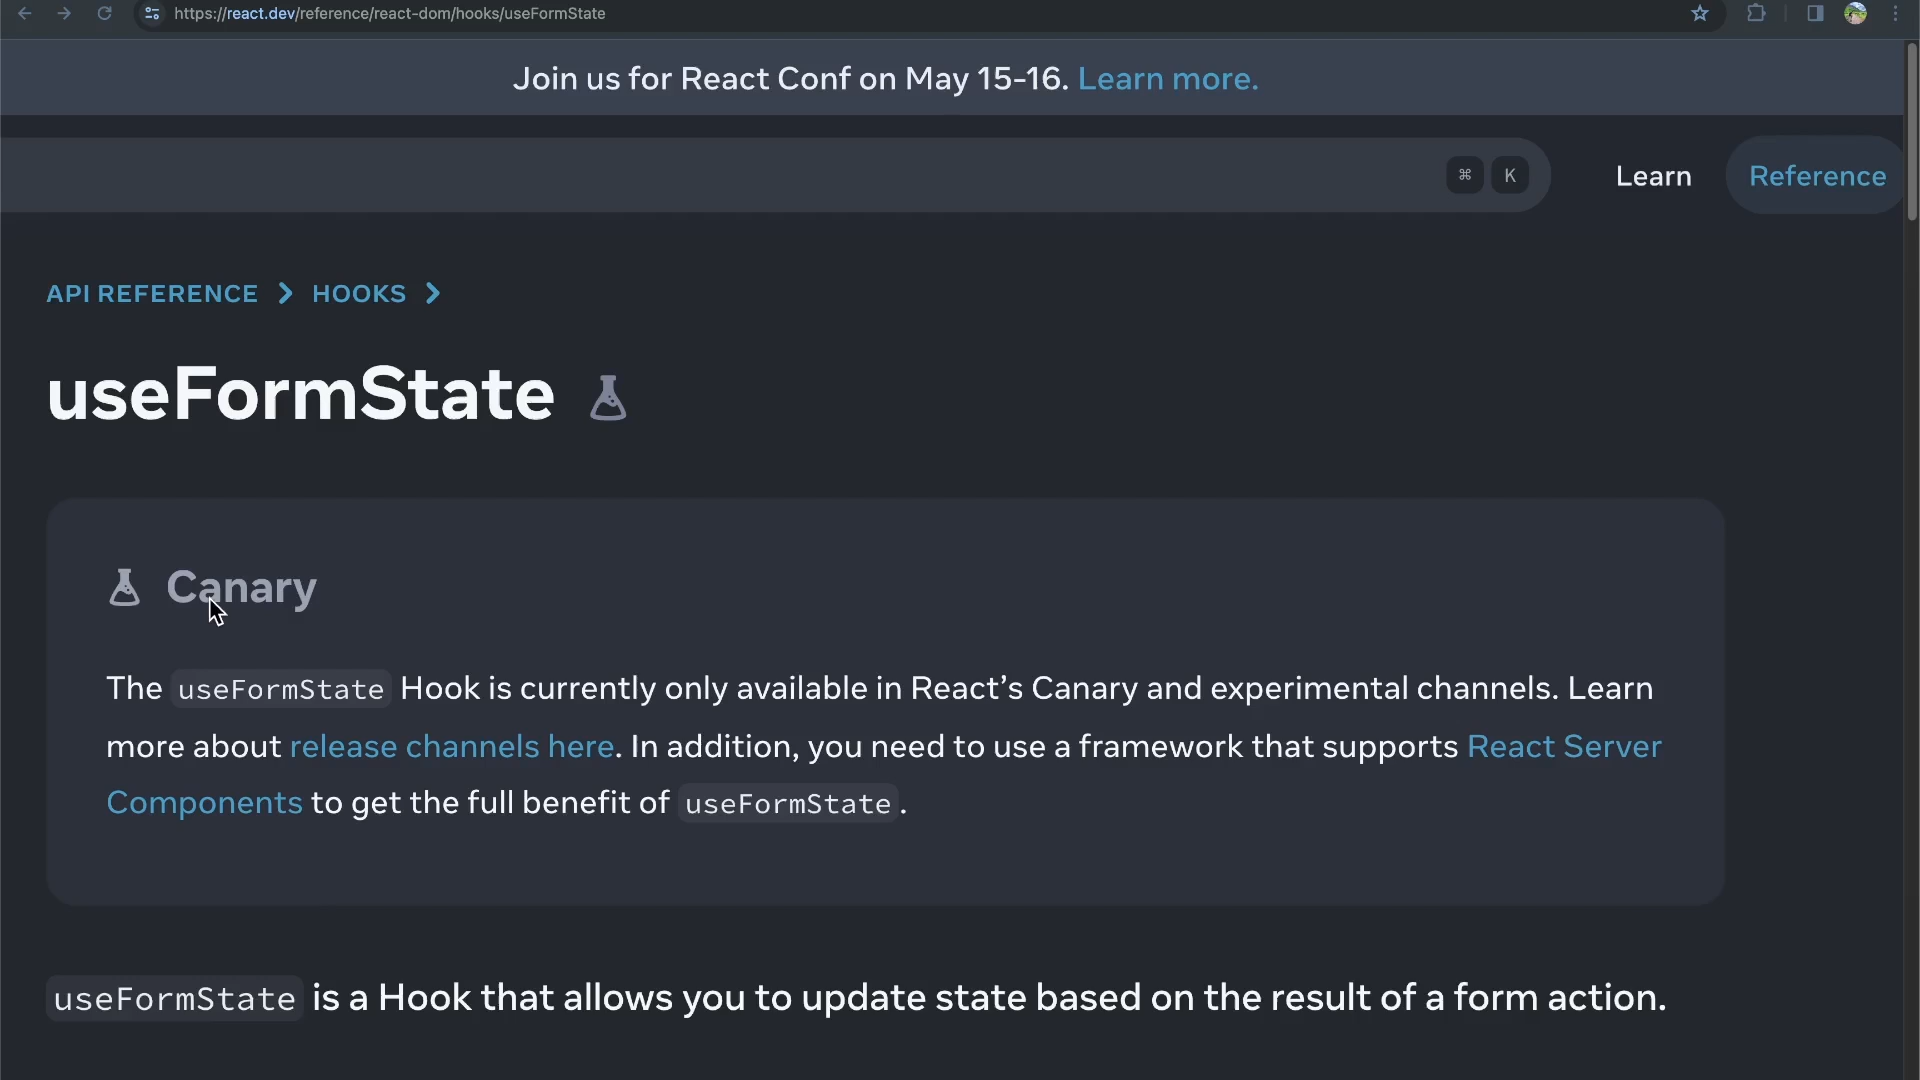 https://react.dev/reference/react-dom/hooks/useFormState
Join us for React Conf on May 15-16. Learn more.
⌘ K Learn Reference
API REFERENCE > HOOKS >
useFormState
Canary
The useFormState Hook is currently only available in React’s Canary and experimental channels. Learn
more about release channels here. In addition, you need to use a framework that supports React Server
Components to get the full benefit of useFormState.
useFormState is a Hook that allows you to update state based on the result of a form action.